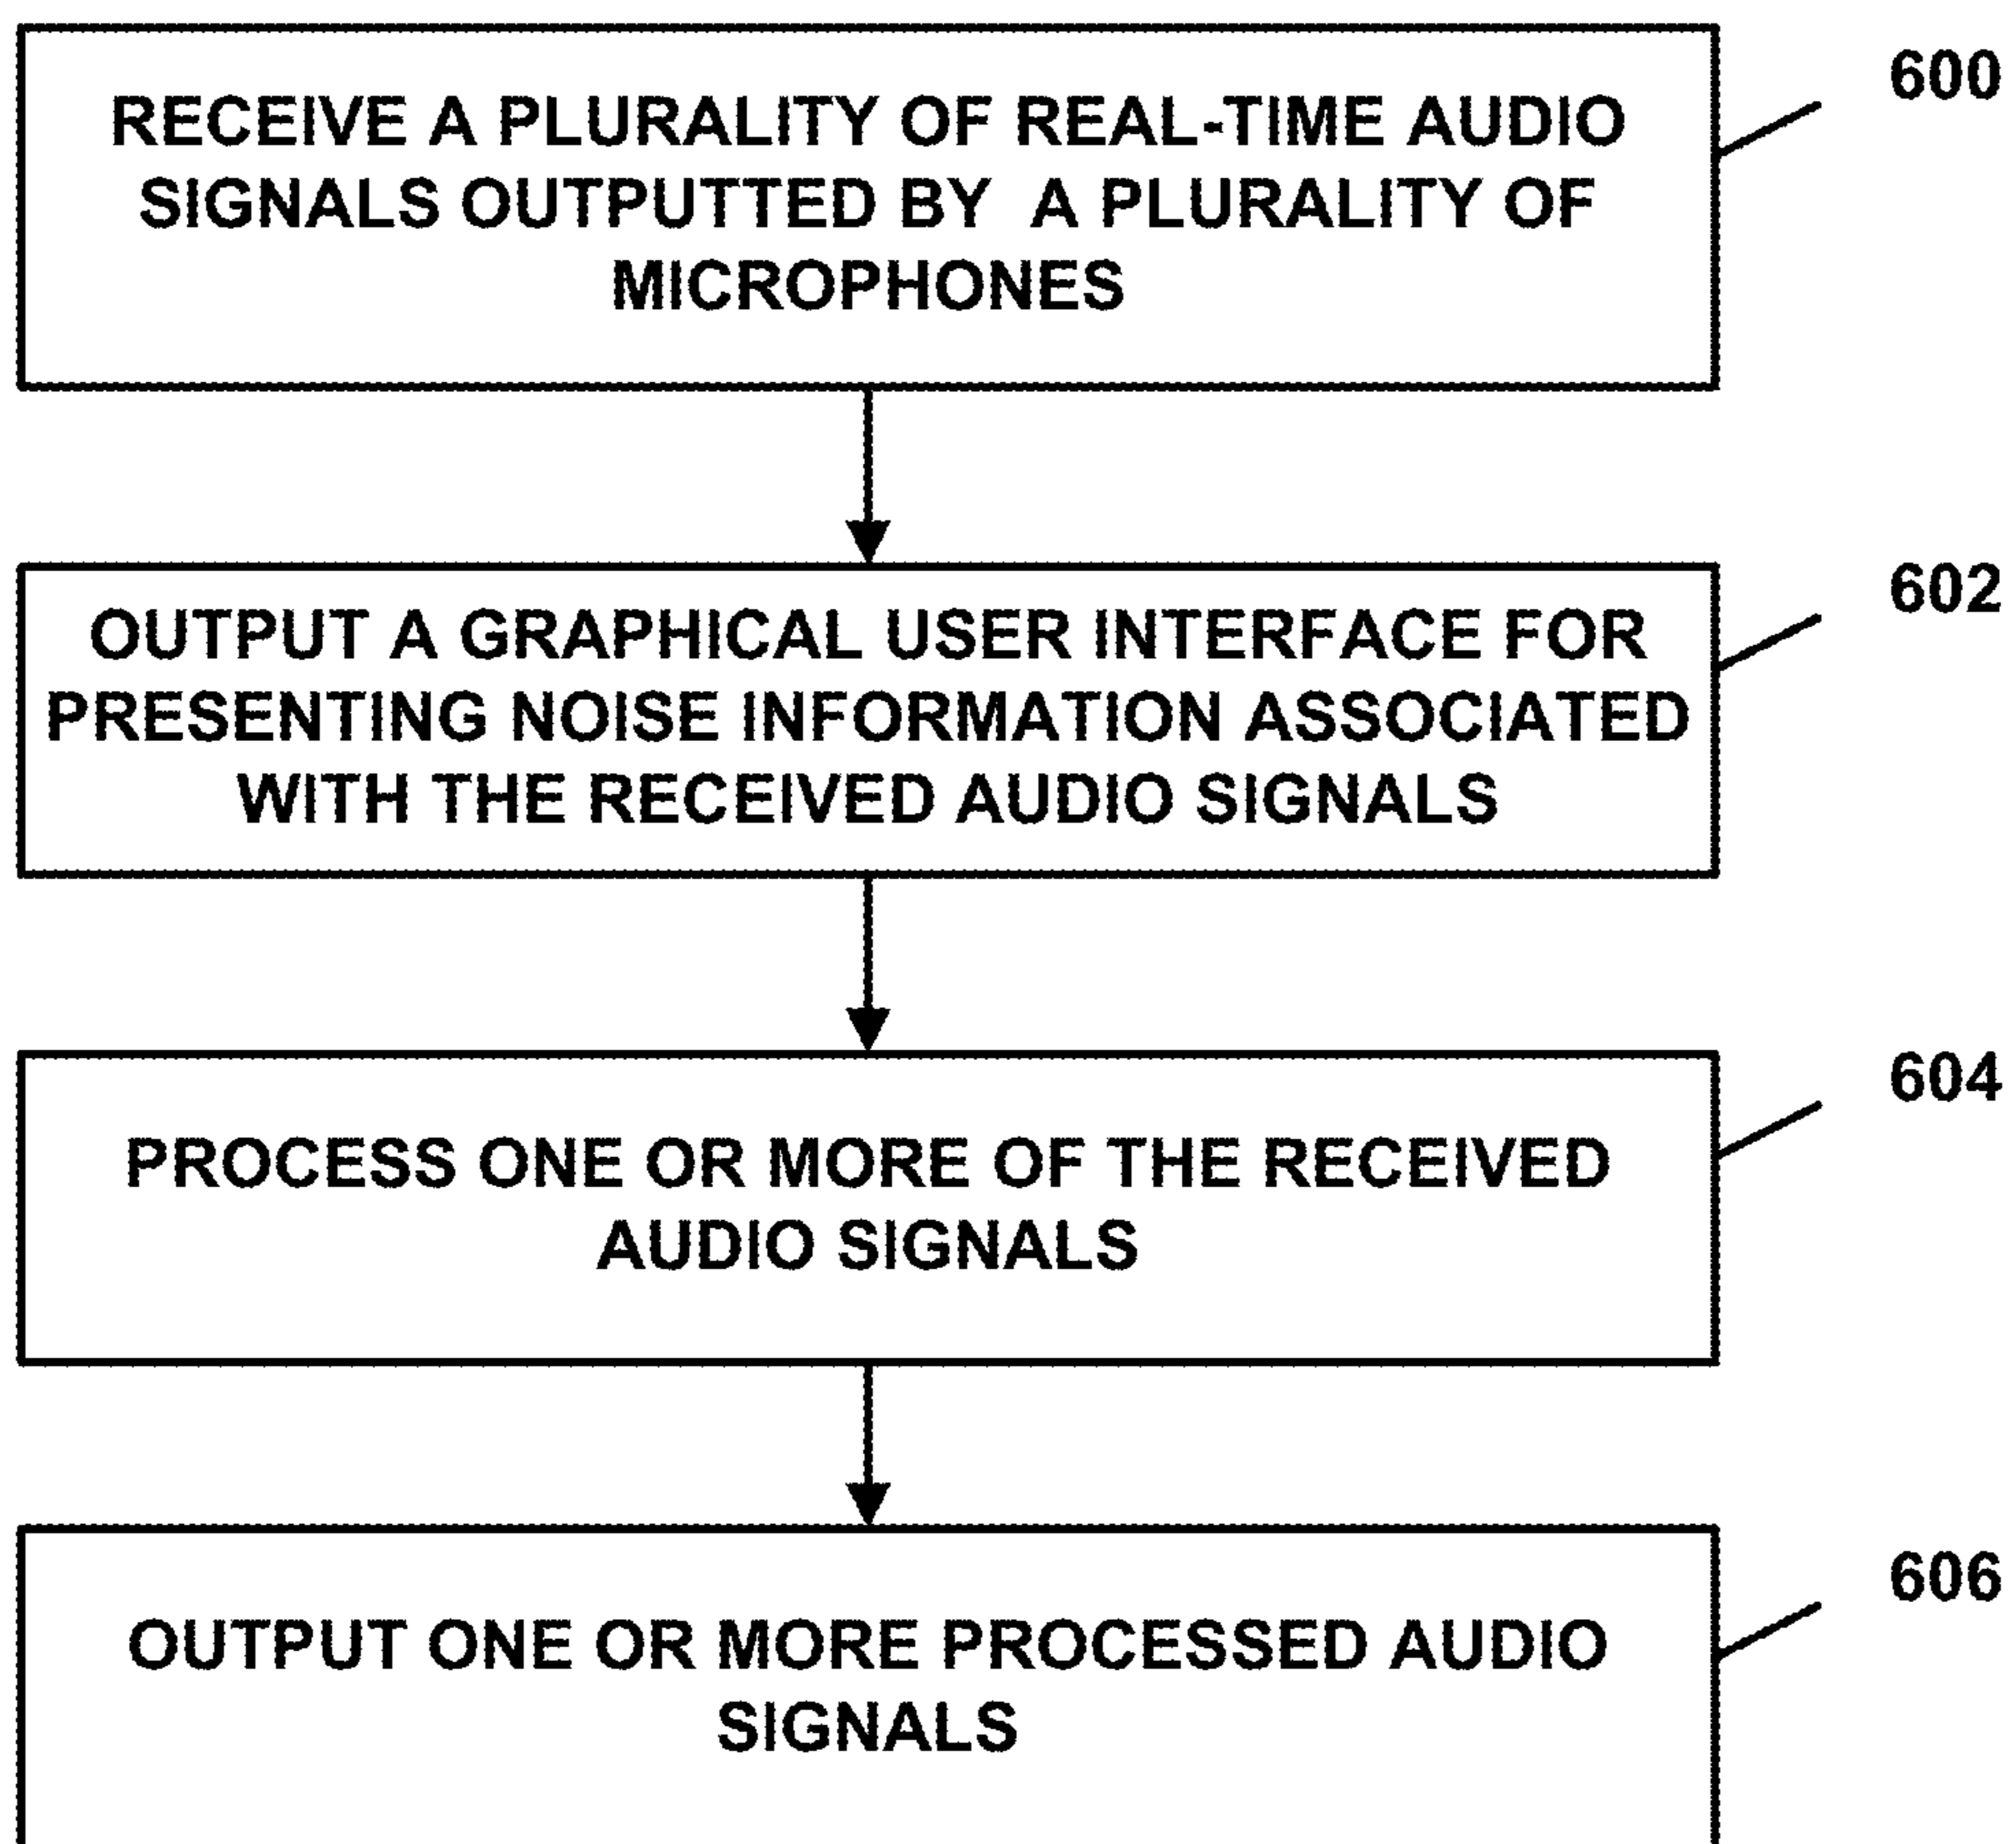 600
RECEIVE A PLURALITY OF REAL-TIME AUDIO
SIGNALS OUTPUTTED BY A PLURALITY OF
MICROPHONES
602
OUTPUT A GRAPHICAL USER INTERFACE FOR
PRESENTING NOISE INFORMATION ASSOCIATED
WITH THE RECEIVED AUDIO SIGNALS
604
PROCESS ONE OR MORE OF THE RECEIVED
AUDIO SIGNALS
606
OUTPUT ONE OR MORE PROCESSED AUDIO
SIGNALS